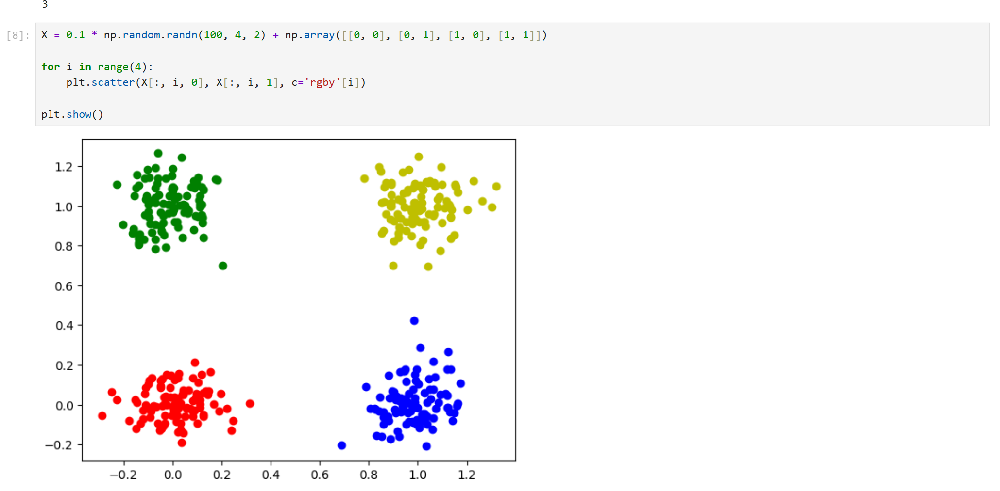 3
[8]: X = 0.1 * np.random.randn(100, 4, 2) + np.array([[0, 0], [0, 1], [1, 0], [1, 1]])
for i in range(4):
    plt.scatter(X[:, i, 0], X[:, i, 1], c='rgby'[i])
plt.show()
1.2
1.0
0.8
0.6
0.4
0.2
0.0
−0.2
−0.2 0.0 0.2 0.4 0.6 0.8 1.0 1.2